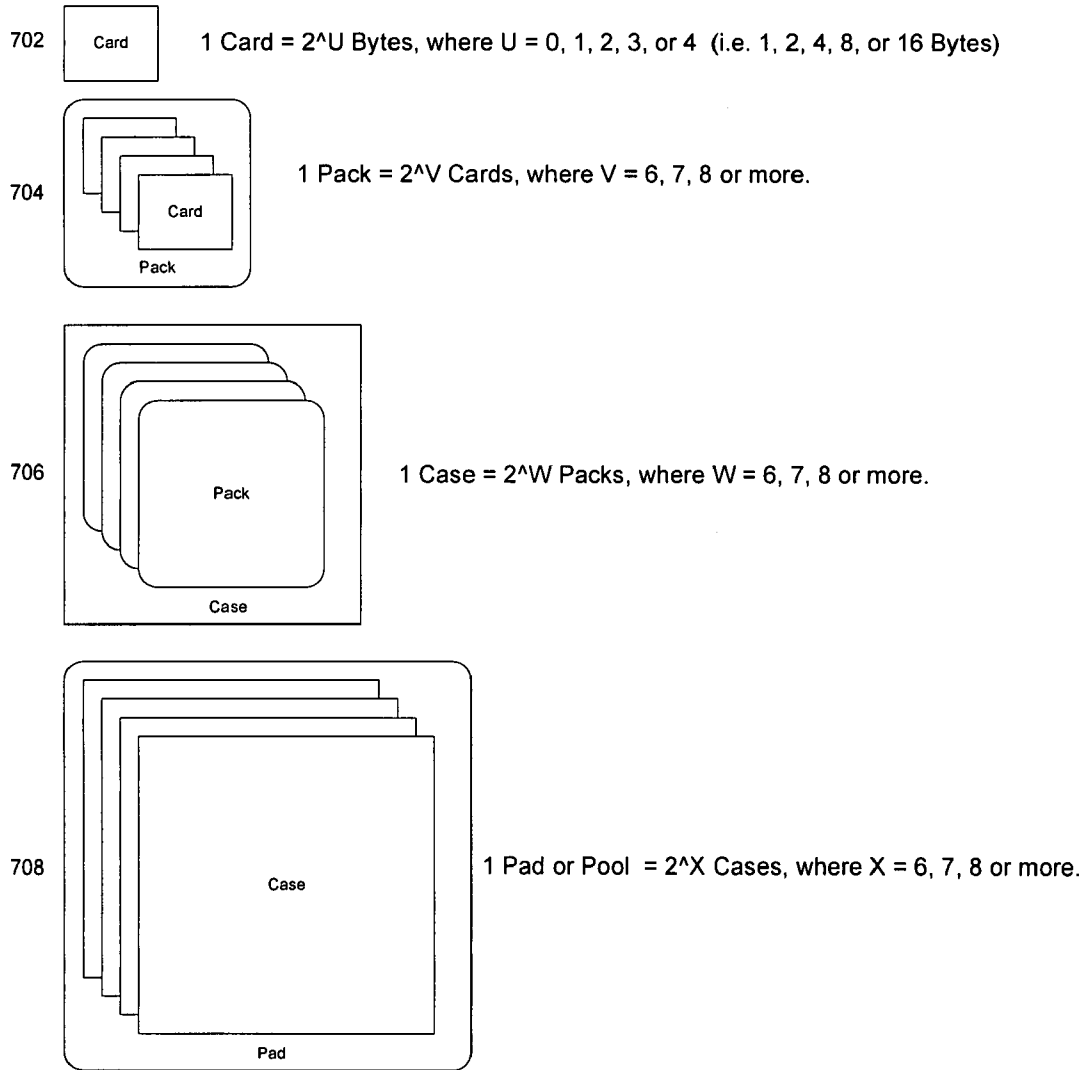 702 Card 1 Card = 2^U Bytes, where U = 0, 1, 2, 3, or 4 (i.e. 1, 2, 4, 8, or 16 Bytes)
704 Card 1 Pack = 2^V Cards, where V = 6, 7, 8 or more.
Pack
706 Pack 1 Case = 2^W Packs, where W = 6, 7, 8 or more.
Case
708 Case 1 Pad or Pool = 2^X Cases, where X = 6, 7, 8 or more.
Pad